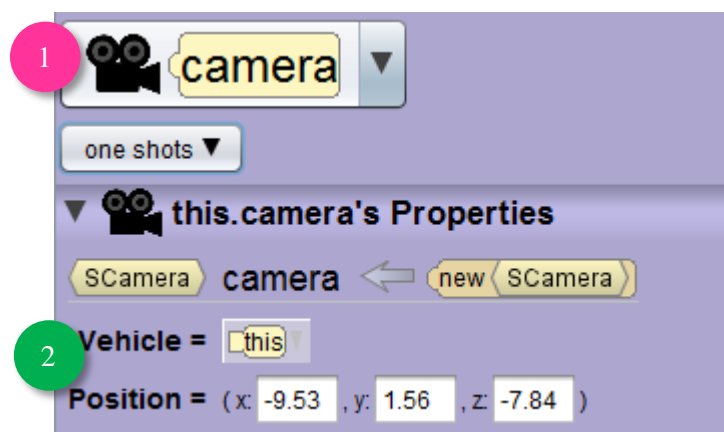 1
camera
one shots
this.camera's Properties
SCamera camera new SCamera
2
Vehicle = this
Position = ( x: -9.53 , y: 1.56 , z: -7.84 )